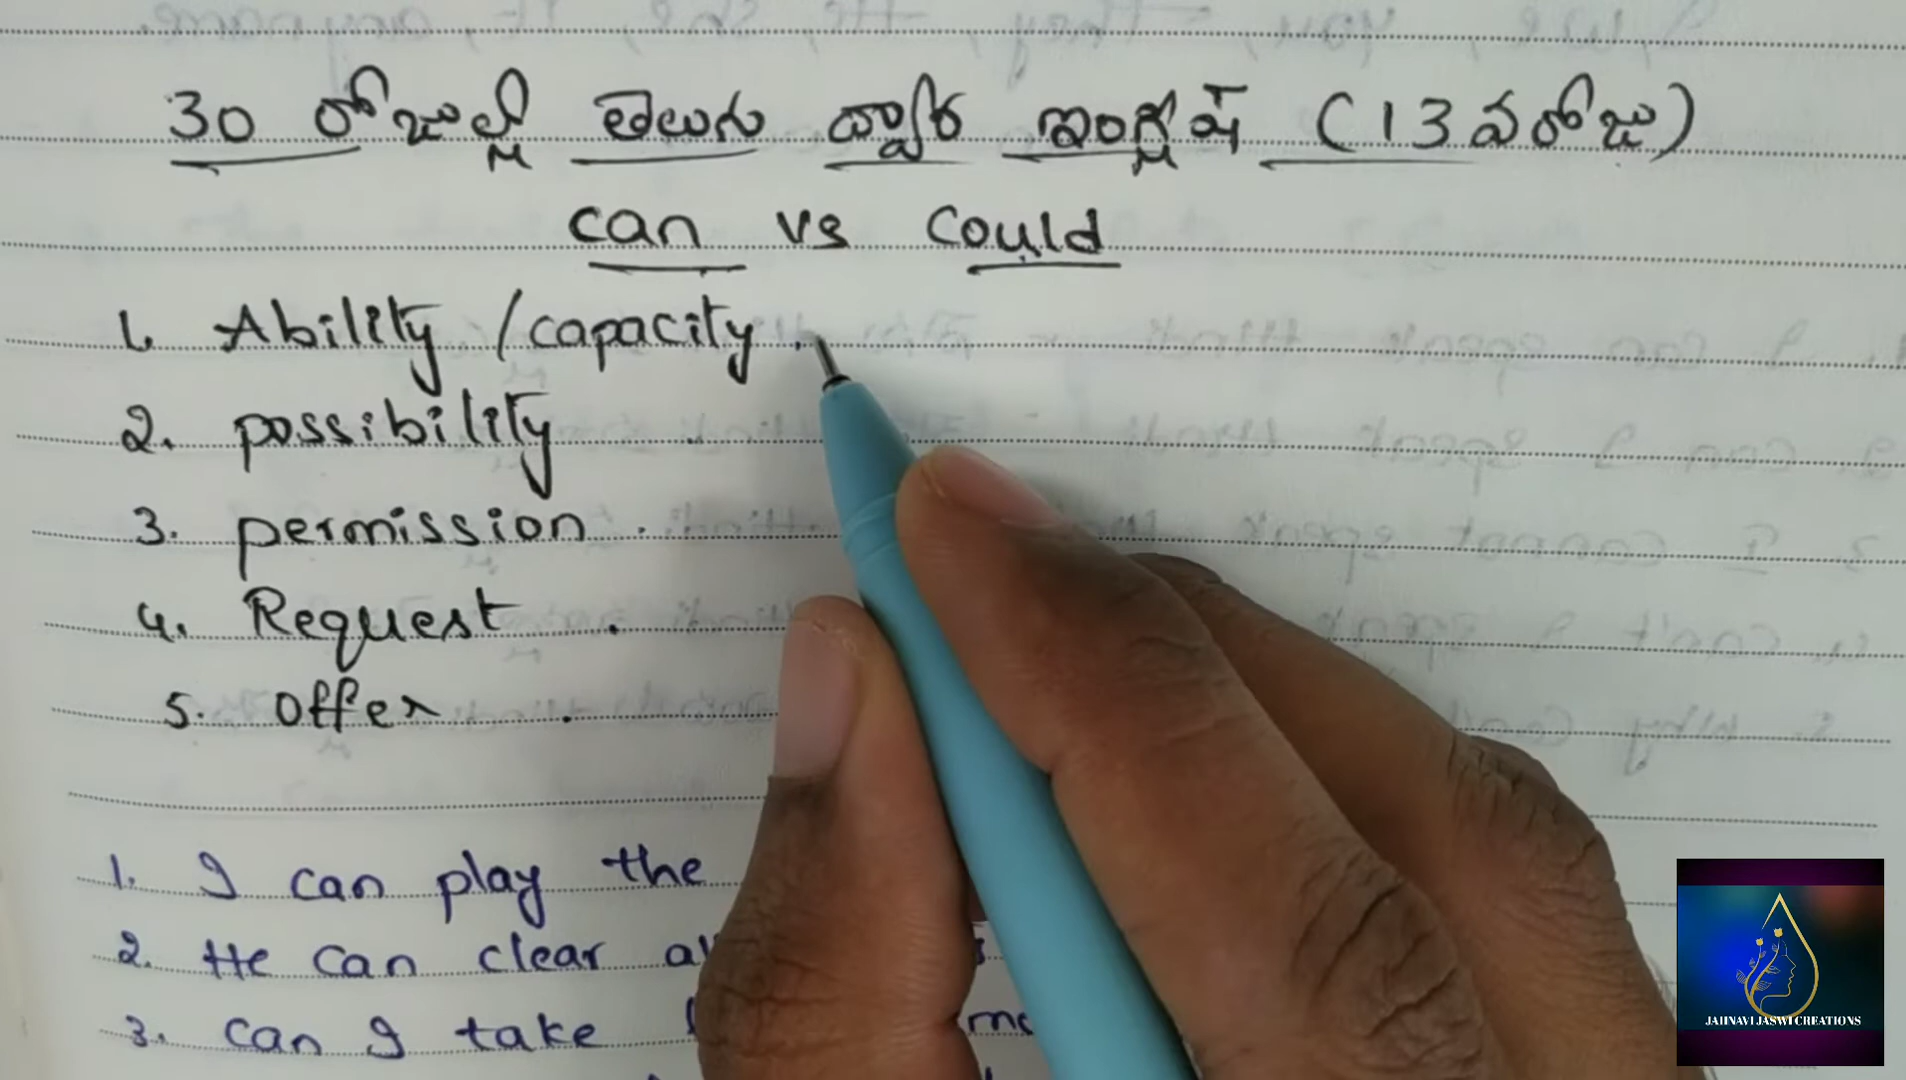 30 రోజుల్లో తెలుగు ద్వారా ఇంగ్లీష్ (13వరోజు)
can vs Could
1. Ability / capacity
2. possibility
3. permission.
4. Request.
5. Offer.
1. I can play the
2. He can clear
3. can I take
JAHNAVI JASWI CREATIONS